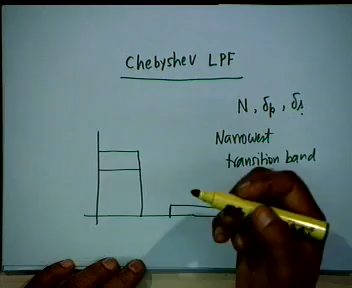 Chebyshev LPF
N, δp, δs
Narrowest
transition band